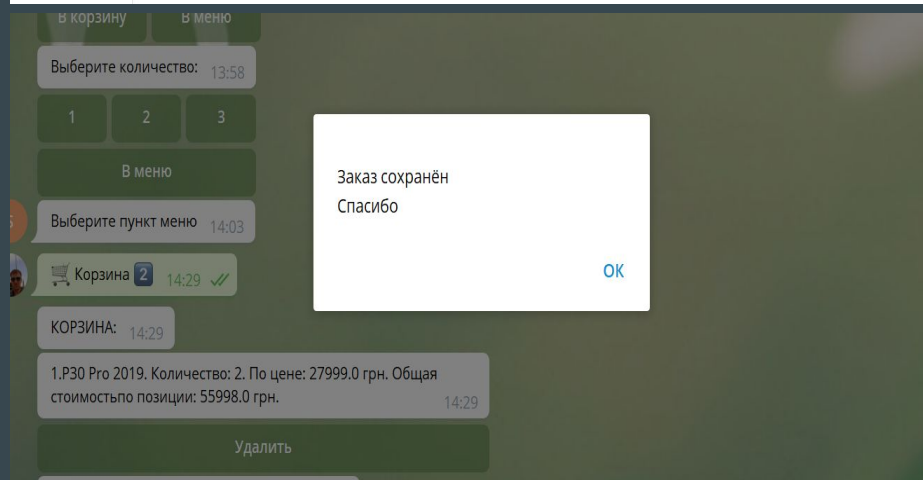 В корзину
В меню
Выберите количество: 13:58
1
2
3
В меню
Выберите пункт меню 14:03
Корзина 2 14:29
КОРЗИНА: 14:29
1.P30 Pro 2019. Количество: 2. По цене: 27999.0 грн. Общая
стоимостьпо позиции: 55998.0 грн. 14:29
Удалить
Заказ сохранён
Спасибо
ОК